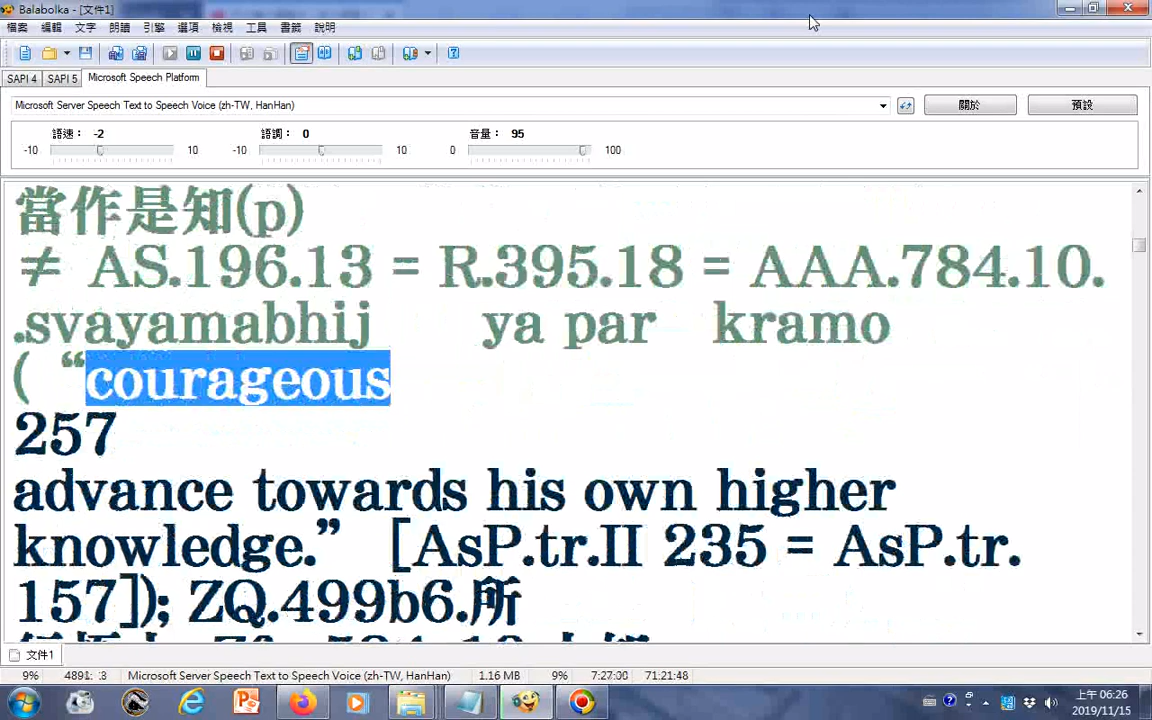 Balabolka - [文件1]
檔案 編輯 文字 朗讀 引擎 選項 檢視 工具 書籤 說明
SAPI 4 SAPI 5 Microsoft Speech Platform
Microsoft Server Speech Text to Speech Voice (zh-TW, HanHan) 關於 預設
語速： -2 語調： 0 音量： 95
-10 10 -10 10 0 100
當作是知(p)
≠ AS.196.13 = R.395.18 = AAA.784.10.
.svayamabhij ya par kramo
( “courageous
257
advance towards his own higher
knowledge.” [AsP.tr.II 235 = AsP.tr.
157]); ZQ.499b6.所
文件1
9% 4891: :3 Microsoft Server Speech Text to Speech Voice (zh-TW, HanHan) 1.16 MB 9% 7:27:00 71:21:48
上午 06:26
2019/11/15